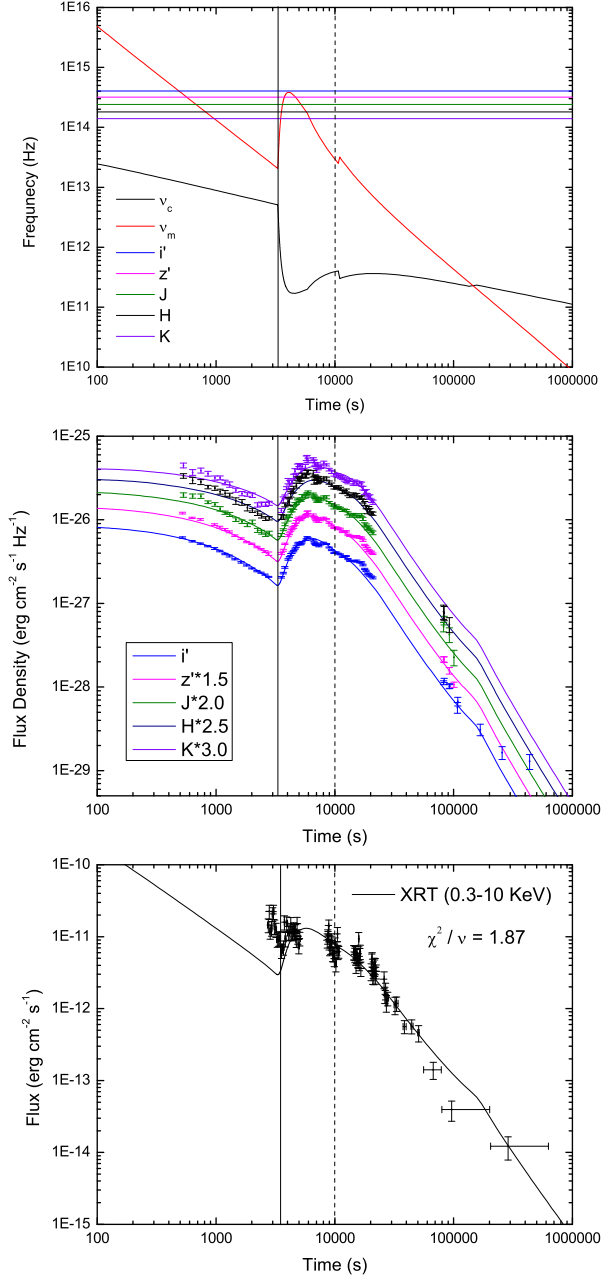 1E16
1E15
1E14
1E13
1E12
1E11
1E10
Frequnecy (Hz)
νc
νm
i'
z'
J
H
K
100
1000
10000
100000
1000000
Time (s)
1E-25
1E-26
1E-27
1E-28
1E-29
Flux Density (erg cm-2 s-1 Hz-1)
i'
z'*1.5
J*2.0
H*2.5
K*3.0
100
1000
10000
100000
1000000
Time (s)
1E-10
1E-11
1E-12
1E-13
1E-14
1E-15
Flux (erg cm-2 s-1)
XRT (0.3-10 KeV)
χ2 / ν = 1.87
100
1000
10000
100000
1000000
Time (s)